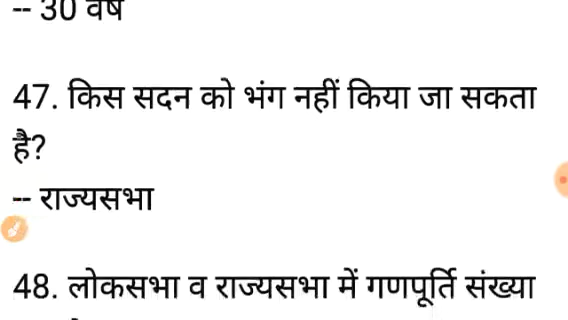 -- 30 वर्ष
47. किस सदन को भंग नहीं किया जा सकता
है?
-- राज्यसभा
48. लोकसभा व राज्यसभा में गणपूर्ति संख्या